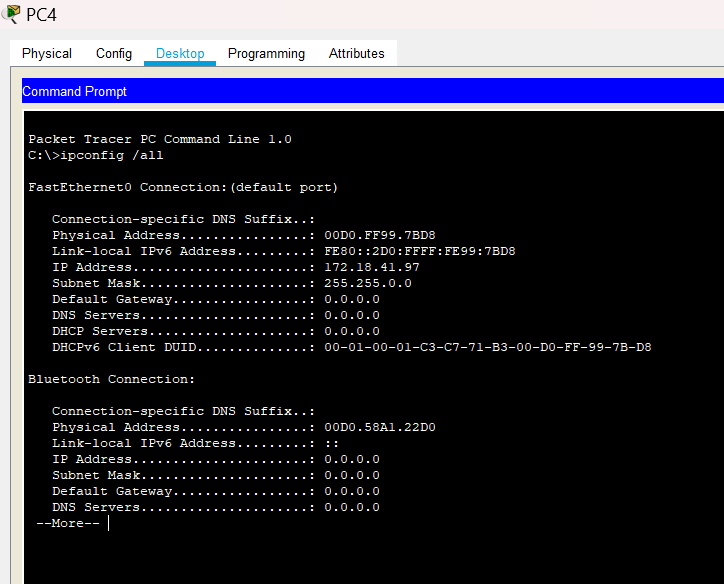 PC4
Physical Config Desktop Programming Attributes
Command Prompt
Packet Tracer PC Command Line 1.0
C:\>ipconfig /all
FastEthernet0 Connection:(default port)
Connection-specific DNS Suffix..:
Physical Address................: 00D0.FF99.7BD8
Link-local IPv6 Address.........: FE80::2D0:FFFF:FE99:7BD8
IP Address......................: 172.18.41.97
Subnet Mask.....................: 255.255.0.0
Default Gateway.................: 0.0.0.0
DNS Servers.....................: 0.0.0.0
DHCP Servers....................: 0.0.0.0
DHCPv6 Client DUID..............: 00-01-00-01-C3-C7-71-B3-00-D0-FF-99-7B-D8
Bluetooth Connection:
Connection-specific DNS Suffix..:
Physical Address................: 00D0.58A1.22D0
Link-local IPv6 Address.........: ::
IP Address......................: 0.0.0.0
Subnet Mask.....................: 0.0.0.0
Default Gateway.................: 0.0.0.0
DNS Servers.....................: 0.0.0.0
--More--